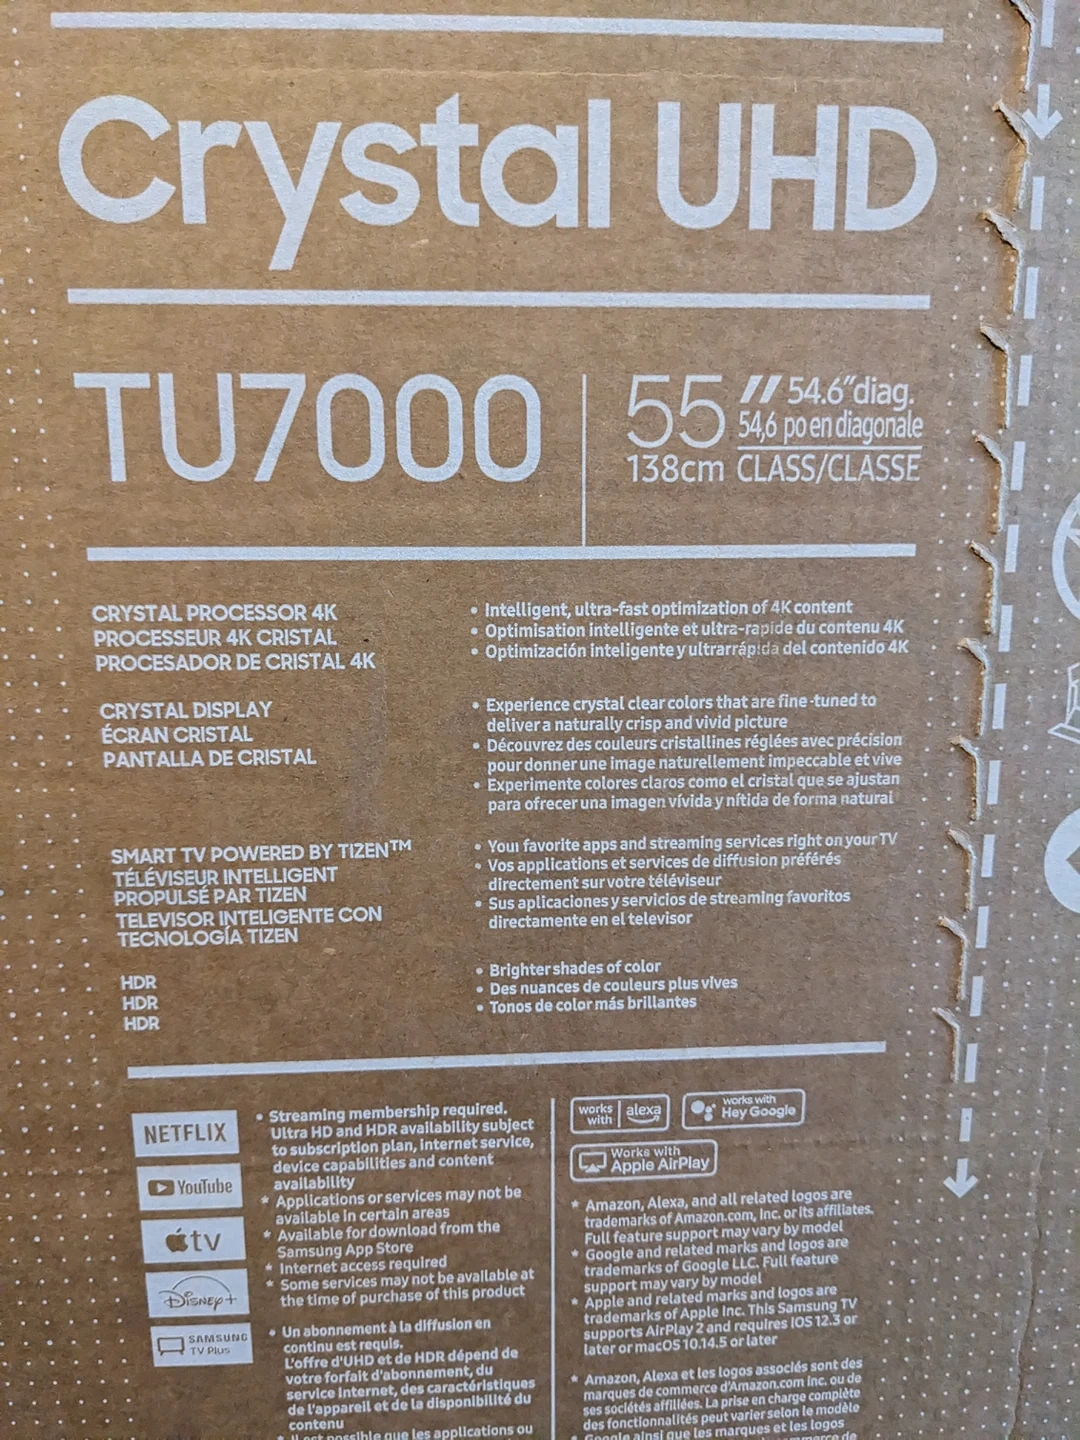 Crystal UHD
TU7000
55" 54.6"diag.
54,6 po en diagonale
138cm CLASS/CLASSE
CRYSTAL PROCESSOR 4K
PROCESSEUR 4K CRISTAL
PROCESADOR DE CRISTAL 4K
• Intelligent, ultra-fast optimization of 4K content
• Optimisation intelligente et ultra-rapide du contenu 4K
• Optimización inteligente y ultrarrápida del contenido 4K
CRYSTAL DISPLAY
ÉCRAN CRISTAL
PANTALLA DE CRISTAL
• Experience crystal clear colors that are fine-tuned to
deliver a naturally crisp and vivid picture
• Découvrez des couleurs cristallines réglées avec précision
pour donner une image naturellement impeccable et vive
• Experimente colores claros como el cristal que se ajustan
para ofrecer una imagen vívida y nítida de forma natural
SMART TV POWERED BY TIZEN™
TÉLÉVISEUR INTELLIGENT
PROPULSÉ PAR TIZEN
TELEVISOR INTELIGENTE CON
TECNOLOGÍA TIZEN
• Your favorite apps and streaming services right on your TV
• Vos applications et services de diffusion préférés
directement sur votre téléviseur
• Sus aplicaciones y servicios de streaming favoritos
directamente en el televisor
HDR
HDR
HDR
• Brighter shades of color
• Des nuances de couleurs plus vives
• Tonos de color más brillantes
NETFLIX
YouTube
tv
Disney+
SAMSUNG
TV Plus
• Streaming membership required.
Ultra HD and HDR availability subject
to subscription plan, internet service,
device capabilities and content
availability
* Applications or services may not be
available in certain areas
* Available for download from the
Samsung App Store
* Internet access required
* Some services may not be available at
the time of purchase of this product
• Un abonnement à la diffusion en
continu est requis.
L'offre d'UHD et de HDR dépend de
votre forfait d'abonnement, du
service Internet, des caractéristiques
de l'appareil et de la disponibilité du
contenu
* Il est possible que les applications ou
works with alexa
works with
Hey Google
Works with
Apple AirPlay
* Amazon, Alexa, and all related logos are
trademarks of Amazon.com, Inc. or its affiliates.
Full feature support may vary by model
* Google and related marks and logos are
trademarks of Google LLC. Full feature
support may vary by model
* Apple and related marks and logos are
trademarks of Apple Inc. This Samsung TV
supports AirPlay 2 and requires iOS 12.3 or
later or macOS 10.14.5 or later
* Amazon, Alexa et les logos associés sont des
marques de commerce d'Amazon.com Inc. ou de
ses sociétés affiliées. La prise en charge complète
des fonctionnalités peut varier selon le modèle
* Google ainsi que les marques et les logos